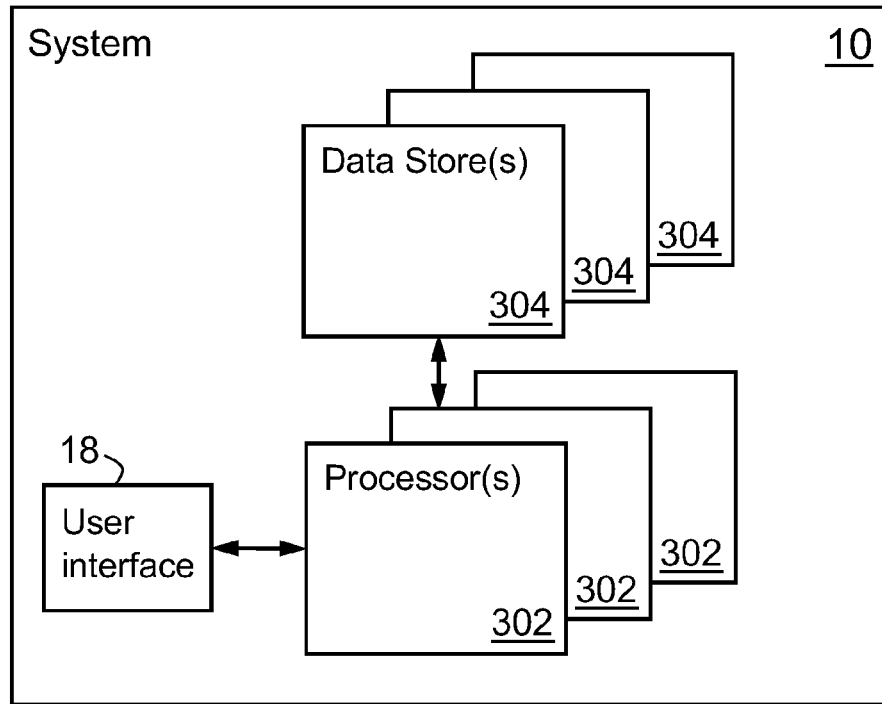 System 10
Data Store(s)
304
304
304
18
User
interface
Processor(s)
302
302
302